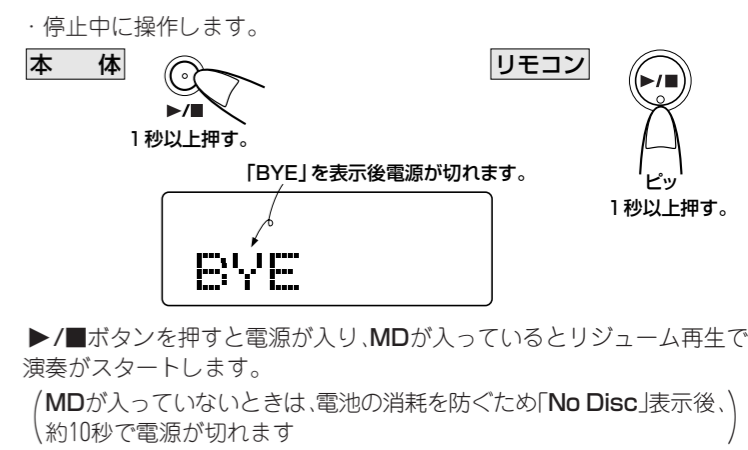 ・停止中に操作します。
本　体
リモコン
▶/■
▶/■
1秒以上押す。
ピッ
1秒以上押す。
「BYE」を表示後電源が切れます。
BYE
▶/■ボタンを押すと電源が入り、MDが入っているとリジューム再生で
演奏がスタートします。
(MDが入っていないときは、電池の消耗を防ぐため「No Disc」表示後、
約10秒で電源が切れます)